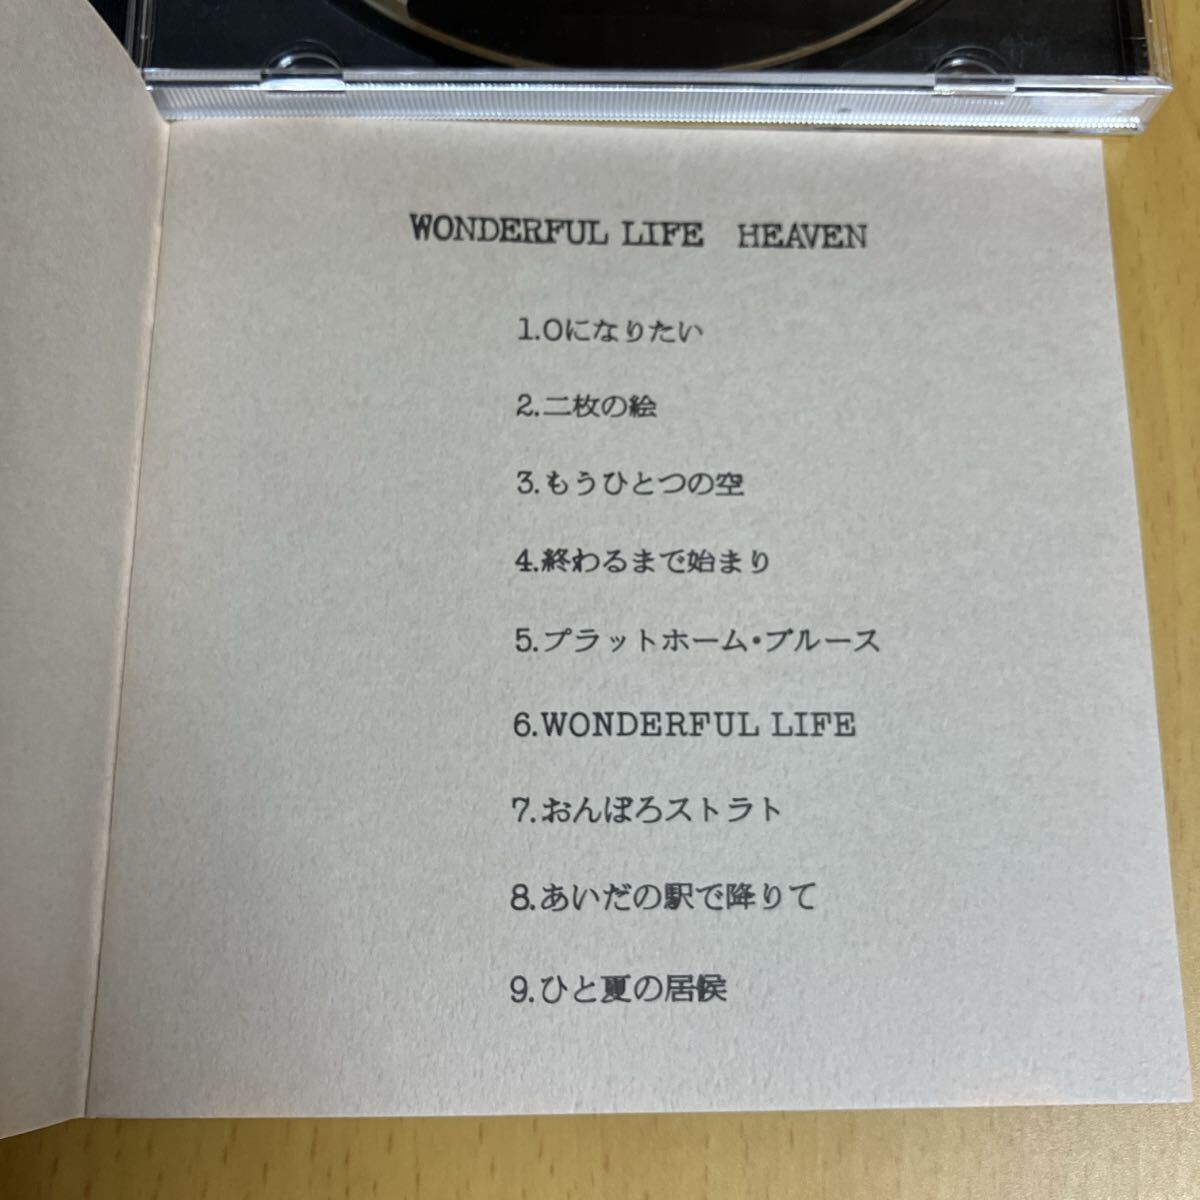 WONDERFUL LIFE　HEAVEN
1.0になりたい
2.二枚の絵
3.もうひとつの空
4.終わるまで始まり
5.プラットホーム・ブルース
6.WONDERFUL LIFE
7.おんぼろストラト
8.あいだの駅で降りて
9.ひと夏の居候